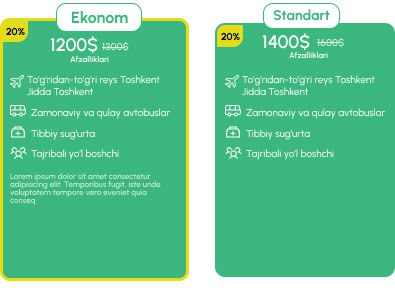 Ekonom
20%
1200$ 1300$
Afzalliklari
To'g'ridan-to'g'ri reys Toshkent
Jidda Toshkent
Zamonaviy va qulay avtobuslar
Tibbiy sug'urta
Tajribali yo'l boshchi
Lorem ipsum dolor sit amet consectetur
adipisicing elit. Temporibus fugit, iste unde
voluptatem tempore vero eveniet quia
conseq
Standart
20%
1400$ 1600$
Afzalliklari
To'g'ridan-to'g'ri reys Toshkent
Jidda Toshkent
Zamonaviy va qulay avtobuslar
Tibbiy sug'urta
Tajribali yo'l boshchi